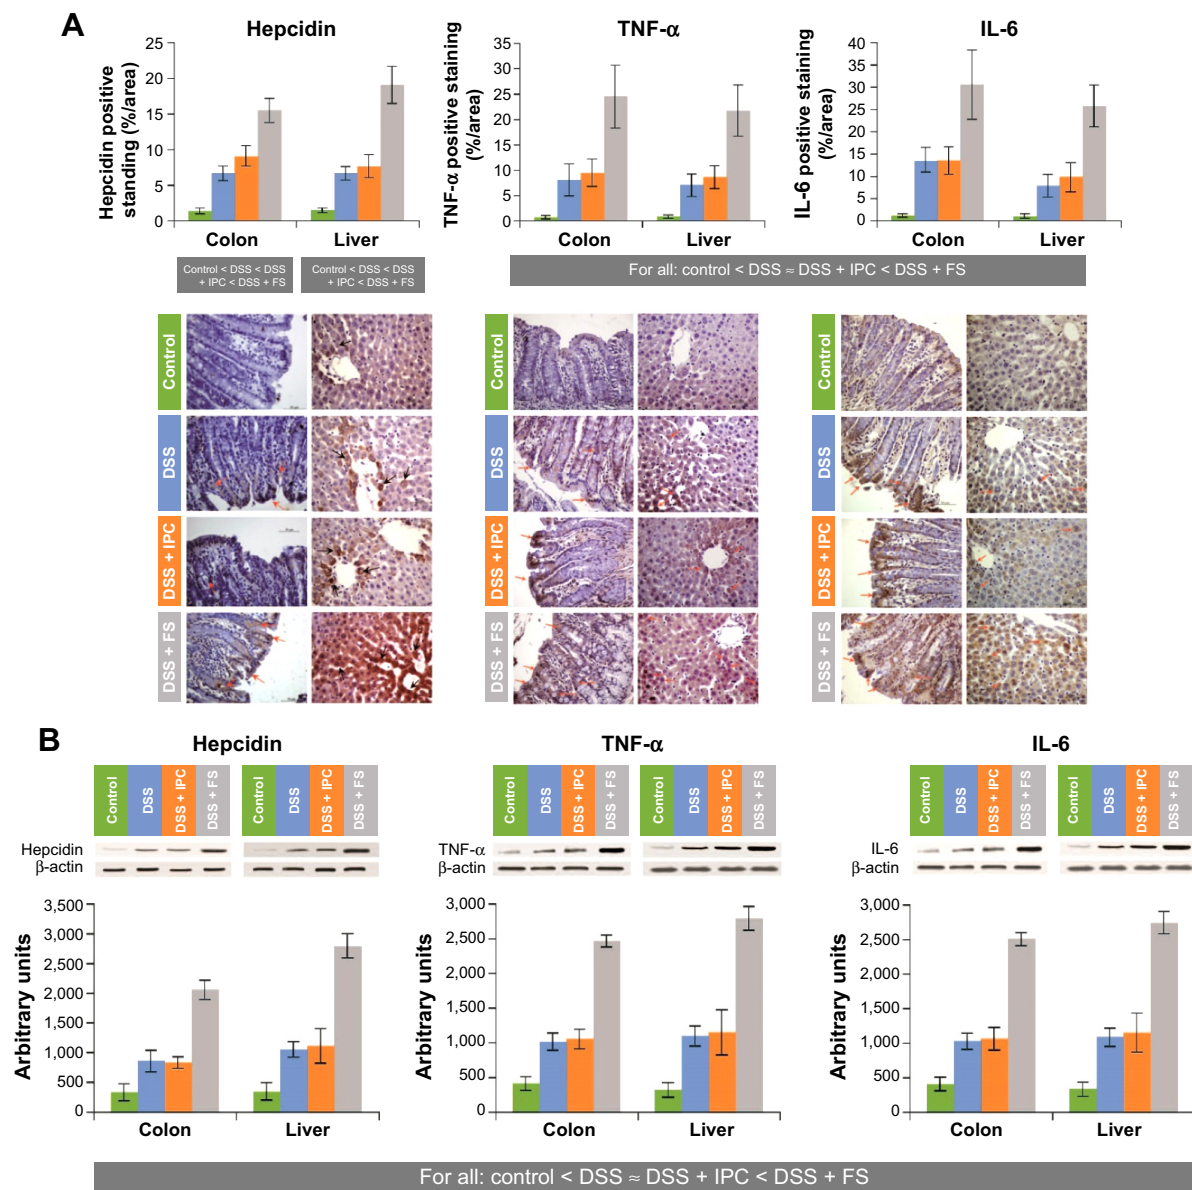 A
Hepcidin
TNF-α
IL-6
Hepcidin positive
standing (%/area)
25
20
15
10
5
0
Colon
Liver
TNF-α positive staining
(%/area)
35
30
25
20
15
10
5
0
Colon
Liver
IL-6 positive staining
(%/area)
40
35
30
25
20
15
10
5
0
Colon
Liver
Control < DSS < DSS
+ IPC < DSS + FS
Control < DSS < DSS
+ IPC < DSS + FS
For all: control < DSS ≈ DSS + IPC < DSS + FS
Control
DSS
DSS + IPC
DSS + FS
Control
DSS
DSS + IPC
DSS + FS
Control
DSS
DSS + IPC
DSS + FS
B
Hepcidin
TNF-α
IL-6
Control
DSS
DSS + IPC
DSS + FS
Control
DSS
DSS + IPC
DSS + FS
Control
DSS
DSS + IPC
DSS + FS
Control
DSS
DSS + IPC
DSS + FS
Control
DSS
DSS + IPC
DSS + FS
Control
DSS
DSS + IPC
DSS + FS
Hepcidin
β-actin
TNF-α
β-actin
IL-6
β-actin
Arbitrary units
3,500
3,000
2,500
2,000
1,500
1,000
500
0
Colon
Liver
Arbitrary units
3,000
2,500
2,000
1,500
1,000
500
0
Colon
Liver
Arbitrary units
3,000
2,500
2,000
1,500
1,000
500
0
Colon
Liver
For all: control < DSS ≈ DSS + IPC < DSS + FS